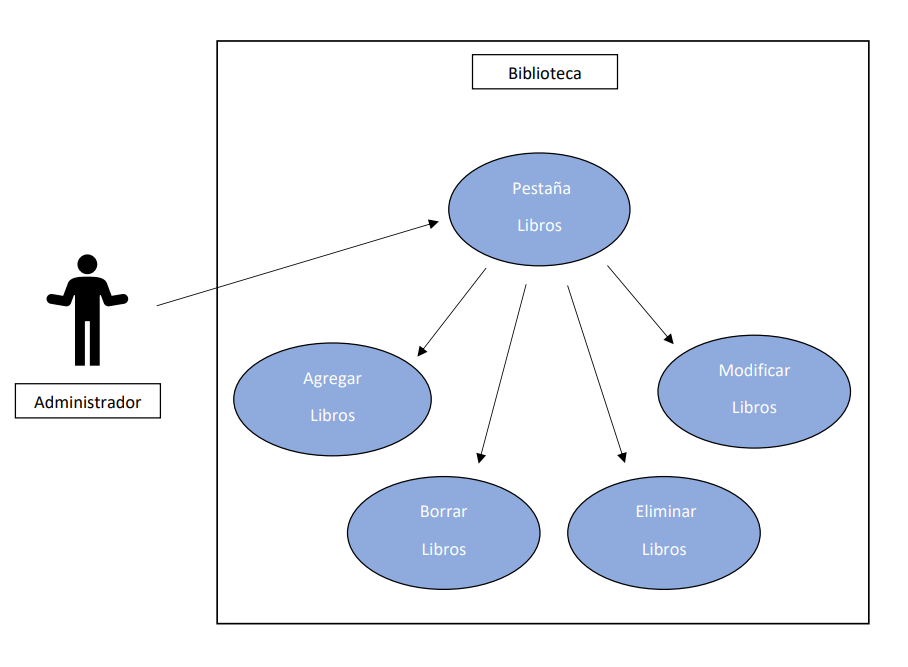 Biblioteca
Pestaña
Libros
Administrador
Agregar
Libros
Modificar
Libros
Borrar
Libros
Eliminar
Libros